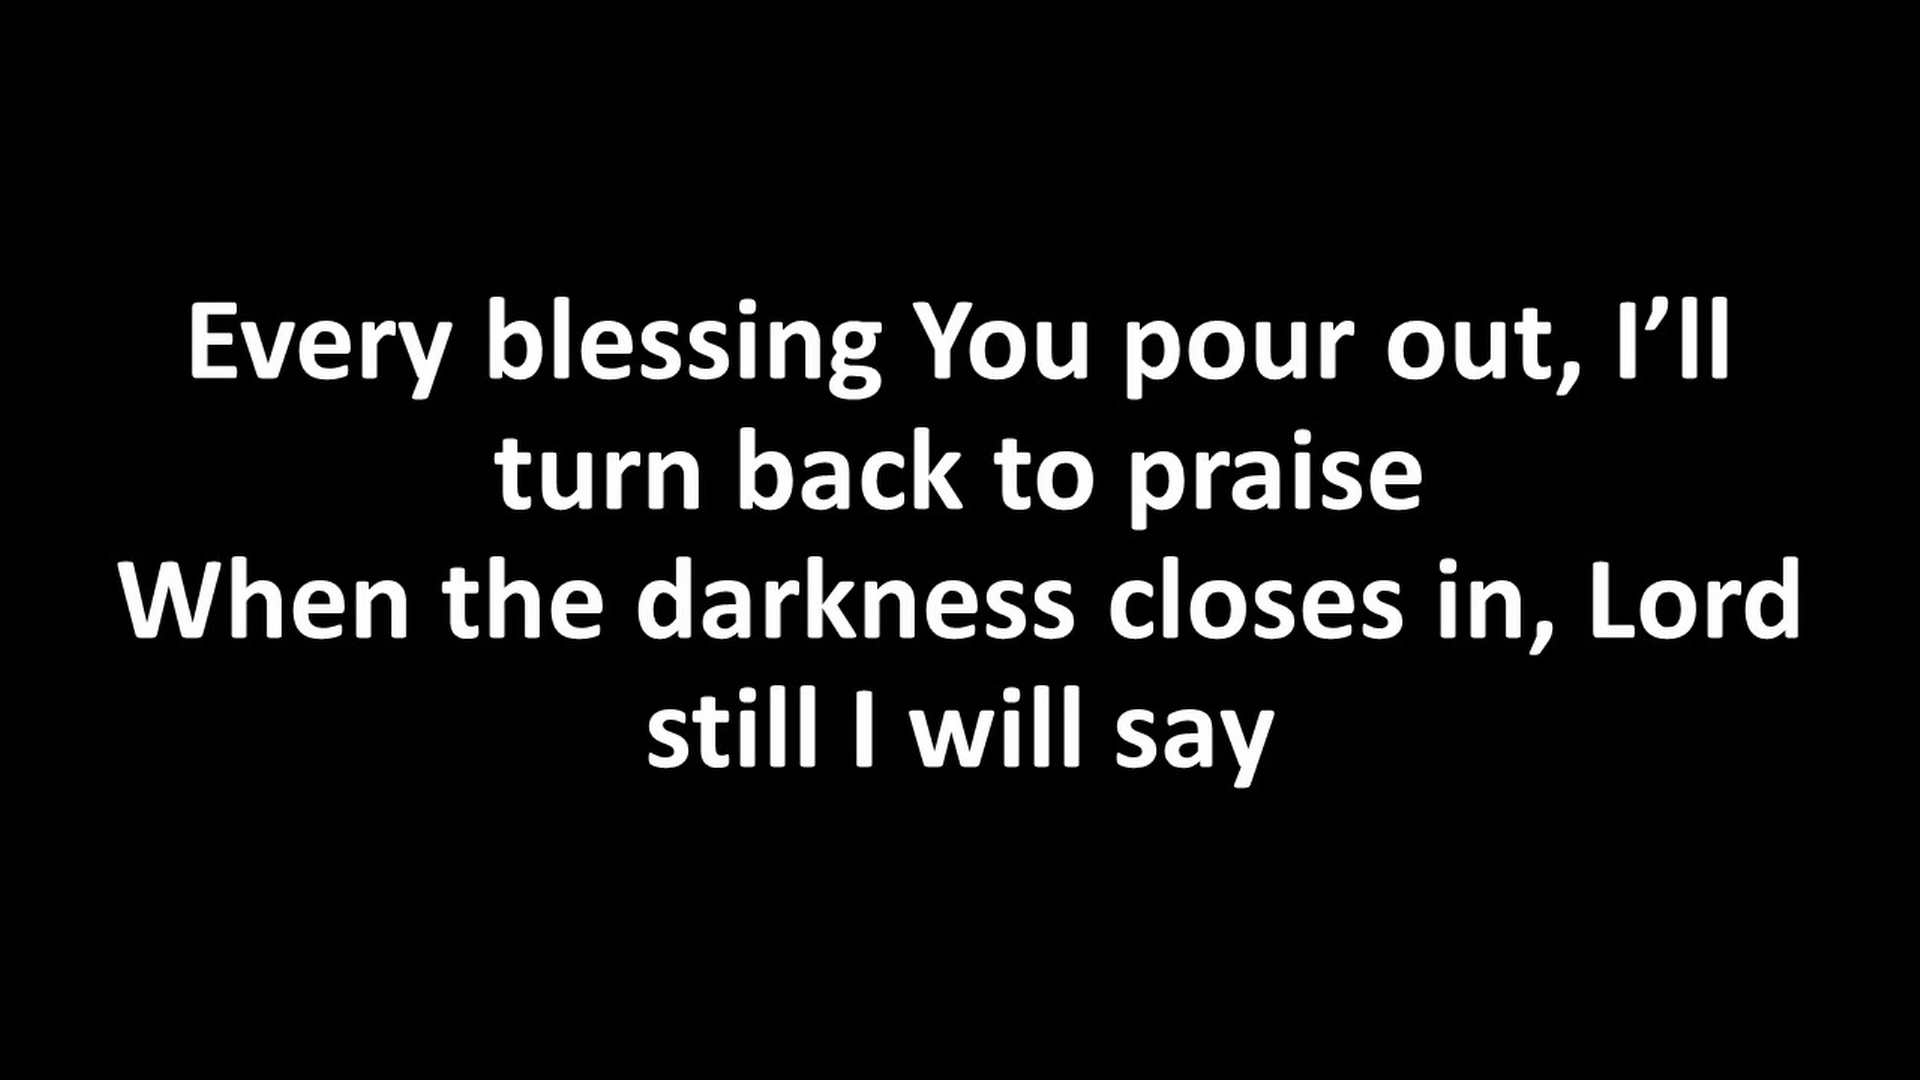 Every blessing You pour out, I’ll
turn back to praise
When the darkness closes in, Lord
still I will say